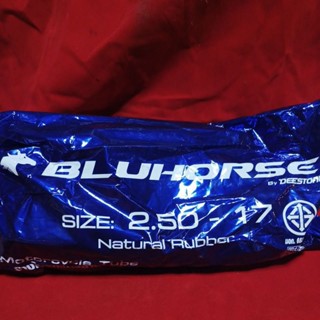 BLUHORSE
BY DEESTONE
SIZE: 2.50 - 17
Natural Rubber
Motorcycle Tube